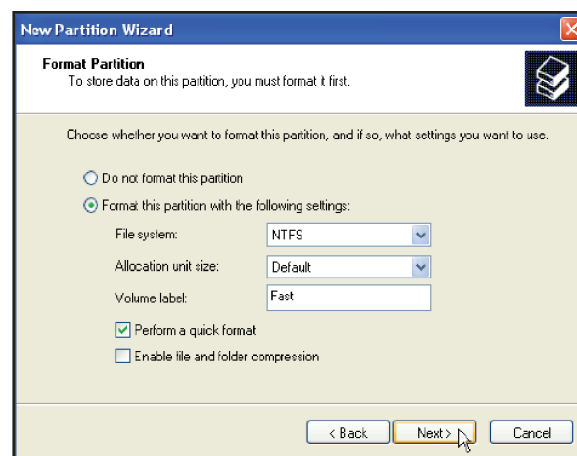 New Partition Wizard
Format Partition
To store data on this partition, you must format it first.
Choose whether you want to format this partition, and if so, what settings you want to use.
Do not format this partition
Format this partition with the following settings:
File system: NTFS
Allocation unit size: Default
Volume label: Fast
Perform a quick format
Enable file and folder compression
< Back Next > Cancel